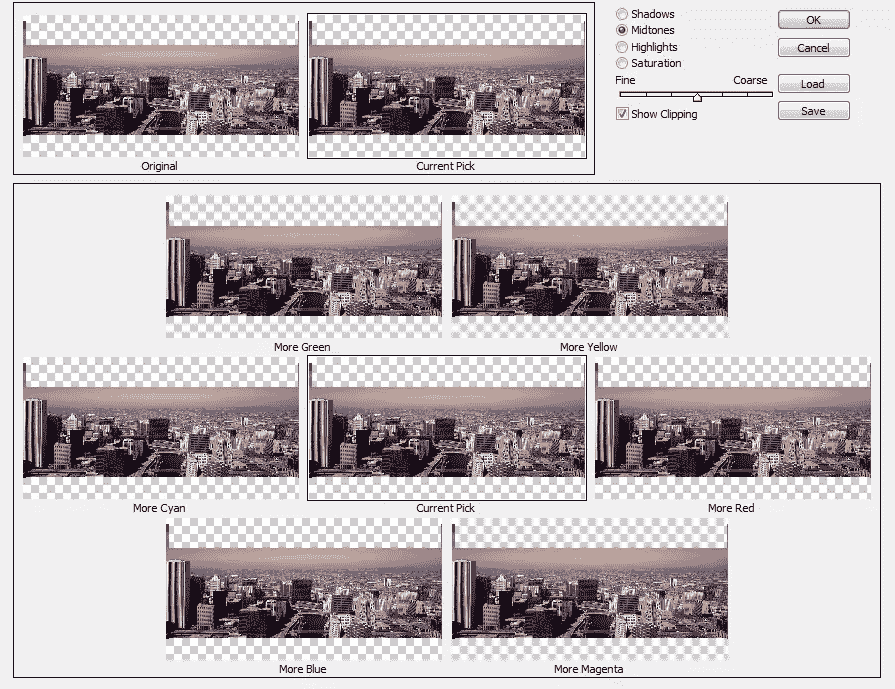 Shadows
Midtones
Highlights
Saturation
Fine
Coarse
Show Clipping
OK
Cancel
Load
Save
Original
Current Pick
More Green
More Yellow
More Cyan
Current Pick
More Red
More Blue
More Magenta